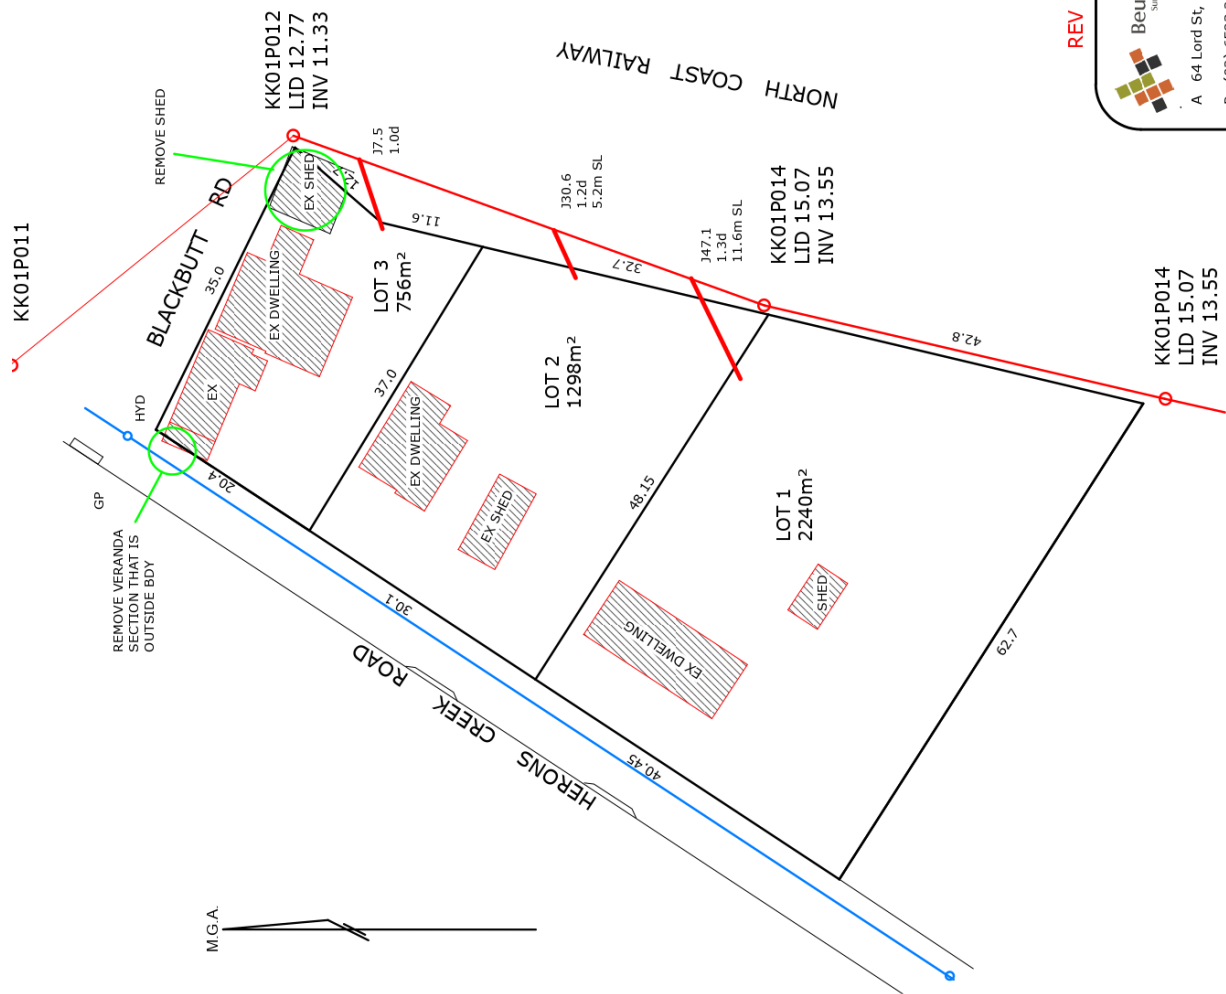 KK01P011
KK01P012
LID 12.77
INV 11.33
REMOVE SHED
BLACKBUTT RD
NORTH COAST RAILWAY
REV
Beu
A 64 Lord St,
J7.5
1.0d
EX SHED
12.7
35.0
EX DWELLING
EX
HYD
GP
REMOVE VERANDA
SECTION THAT IS
OUTSIDE BDY
20.4
LOT 3
756m²
11.6
J30.6
1.2d
5.2m SL
32.7
J47.1
1.3d
11.6m SL
KK01P014
LID 15.07
INV 13.55
37.0
EX DWELLING
EX SHED
LOT 2
1298m²
30.1
48.15
42.8
KK01P014
LID 15.07
INV 13.55
LOT 1
2240m²
SHED
EX DWELLING
62.7
40.45
HERONS CREEK ROAD
M.G.A.